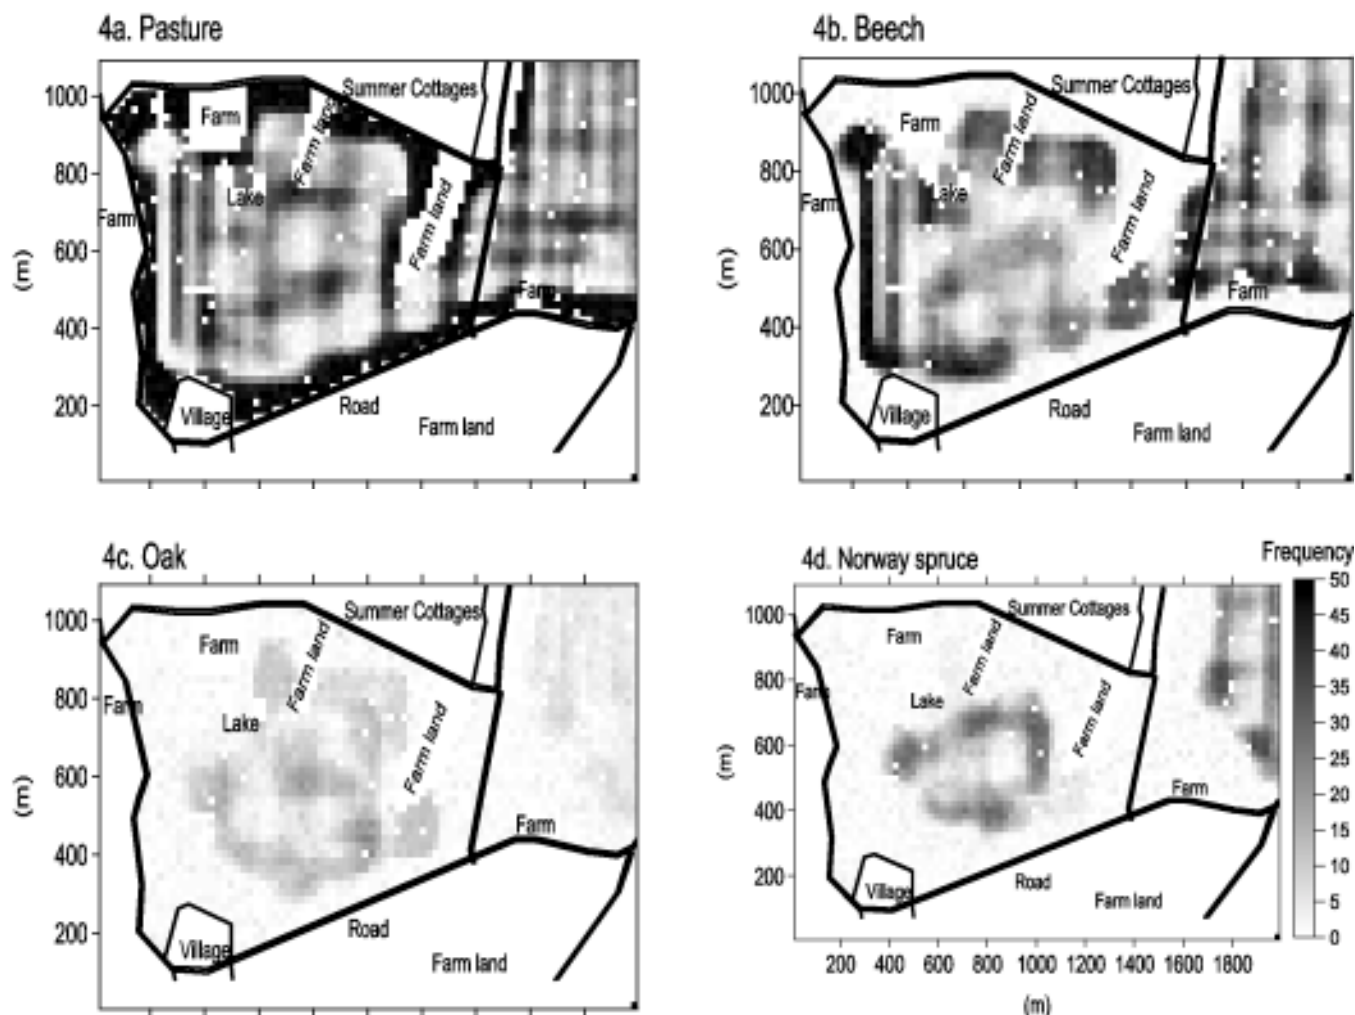 4a. Pasture
1000
800
600
400
200
(m)
Farm
Summer Cottages
Farm land
Lake
Farm
Farm land
Farm
Village
Road
Farm land
4b. Beech
1000
800
600
400
200
(m)
Farm
Summer Cottages
Farm land
Lake
Farm
Farm land
Farm
Village
Road
Farm land
4c. Oak
1000
800
600
400
200
(m)
Farm
Summer Cottages
Farm land
Lake
Farm
Farm land
Farm
Village
Road
Farm land
4d. Norway spruce
1000
800
600
400
200
(m)
Farm
Summer Cottages
Farm land
Lake
Farm
Farm land
Farm
Village
Road
Farm land
200 400 600 800 1000 1200 1400 1600 1800
(m)
Frequency
50
45
40
35
30
25
20
15
10
5
0